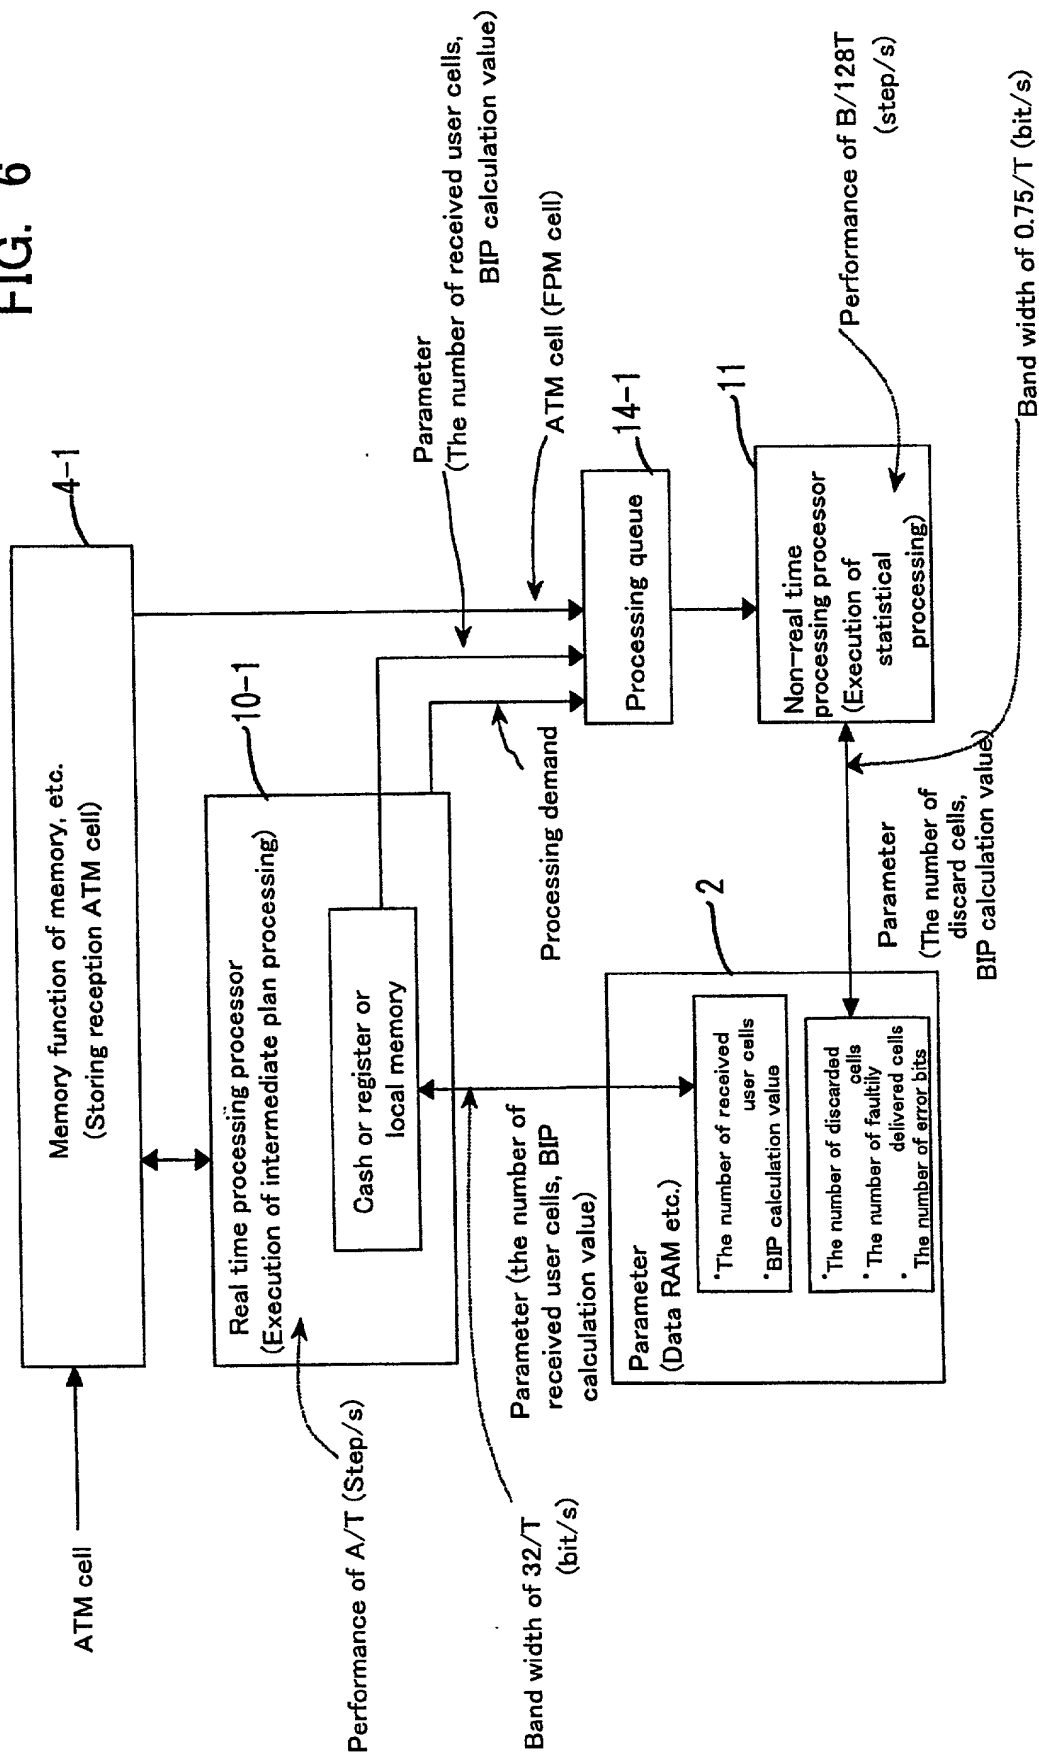 FIG. 6
ATM cell
Memory function of memory, etc.
(Storing reception ATM cell)
4-1
Performance of A/T (Step/s)
Real time processing processor
(Execution of intermediate plan processing)
10-1
Cash or register or
local memory
Parameter
(The number of received user cells,
BIP calculation value)
ATM cell (FPM cell)
Processing demand
Band width of 32/T
(bit/s)
Parameter (the number of
received user cells, BIP
calculation value)
Processing queue
14-1
Parameter
(Data RAM etc.)
2
·The number of received
user cells
·BIP calculation value
·The number of discarded
cells
·The number of faultily
delivered cells
·The number of error bits
Parameter
(The number of
discard cells,
BIP calculation value)
Non-real time
processing processor
(Execution of
statistical
processing)
11
Performance of B/128T
(step/s)
Band width of 0.75/T (bit/s)